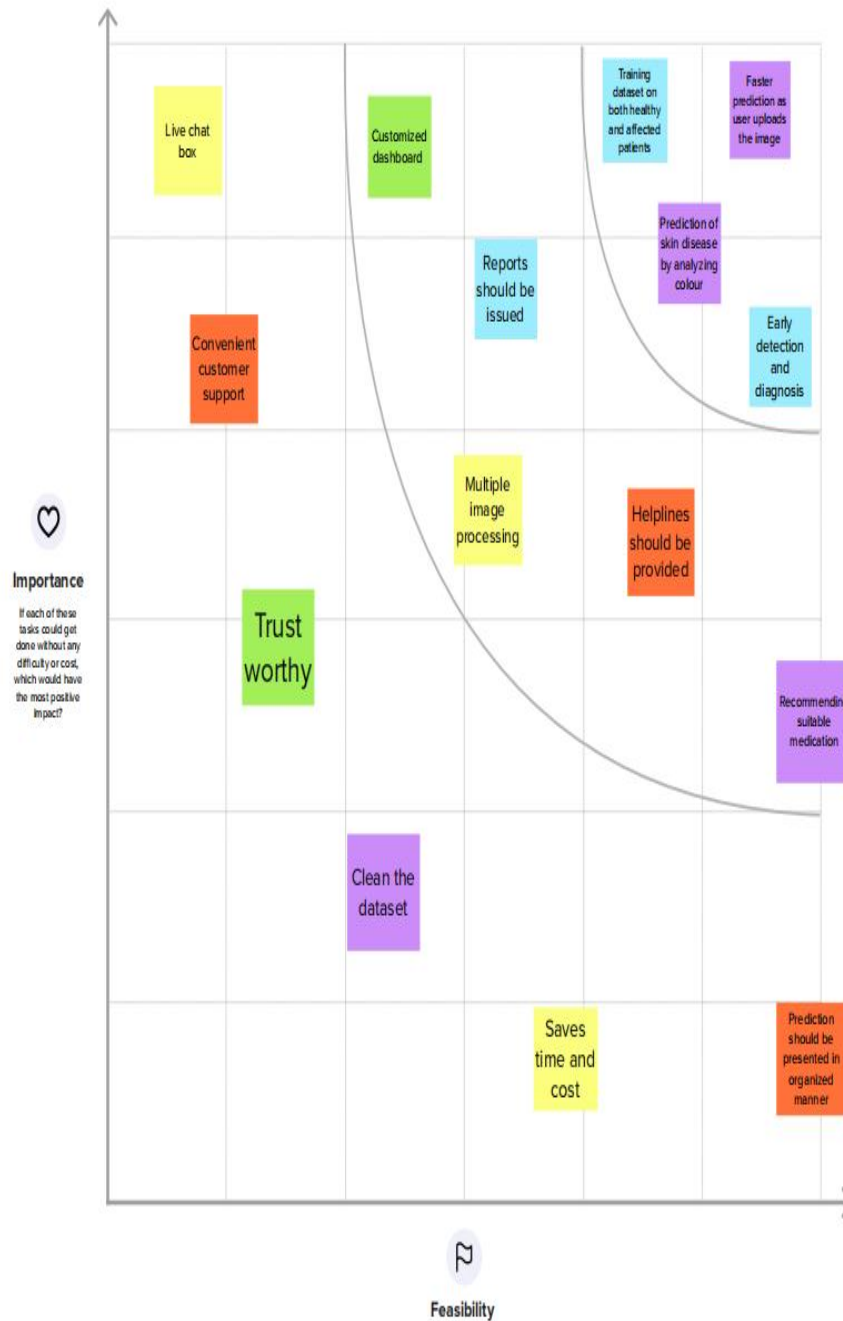 Live chat
box
Customized
dashboard
Training
dataset on
both healthy
and affected
patients
Faster
prediction as
user uploads
the image
Prediction of
skin disease
by analyzing
colour
Reports
should be
issued
Early
detection
and
diagnosis
Convenient
customer
support
Multiple
image
processing
Helplines
should be
provided
Importance
If each of these
tasks could get
done without any
difficulty or cost,
which would have
the most positive
impact?
Trust
worthy
Recommending
suitable
medication
Clean the
dataset
Saves
time and
cost
Prediction
should be
presented in
organized
manner
Feasibility